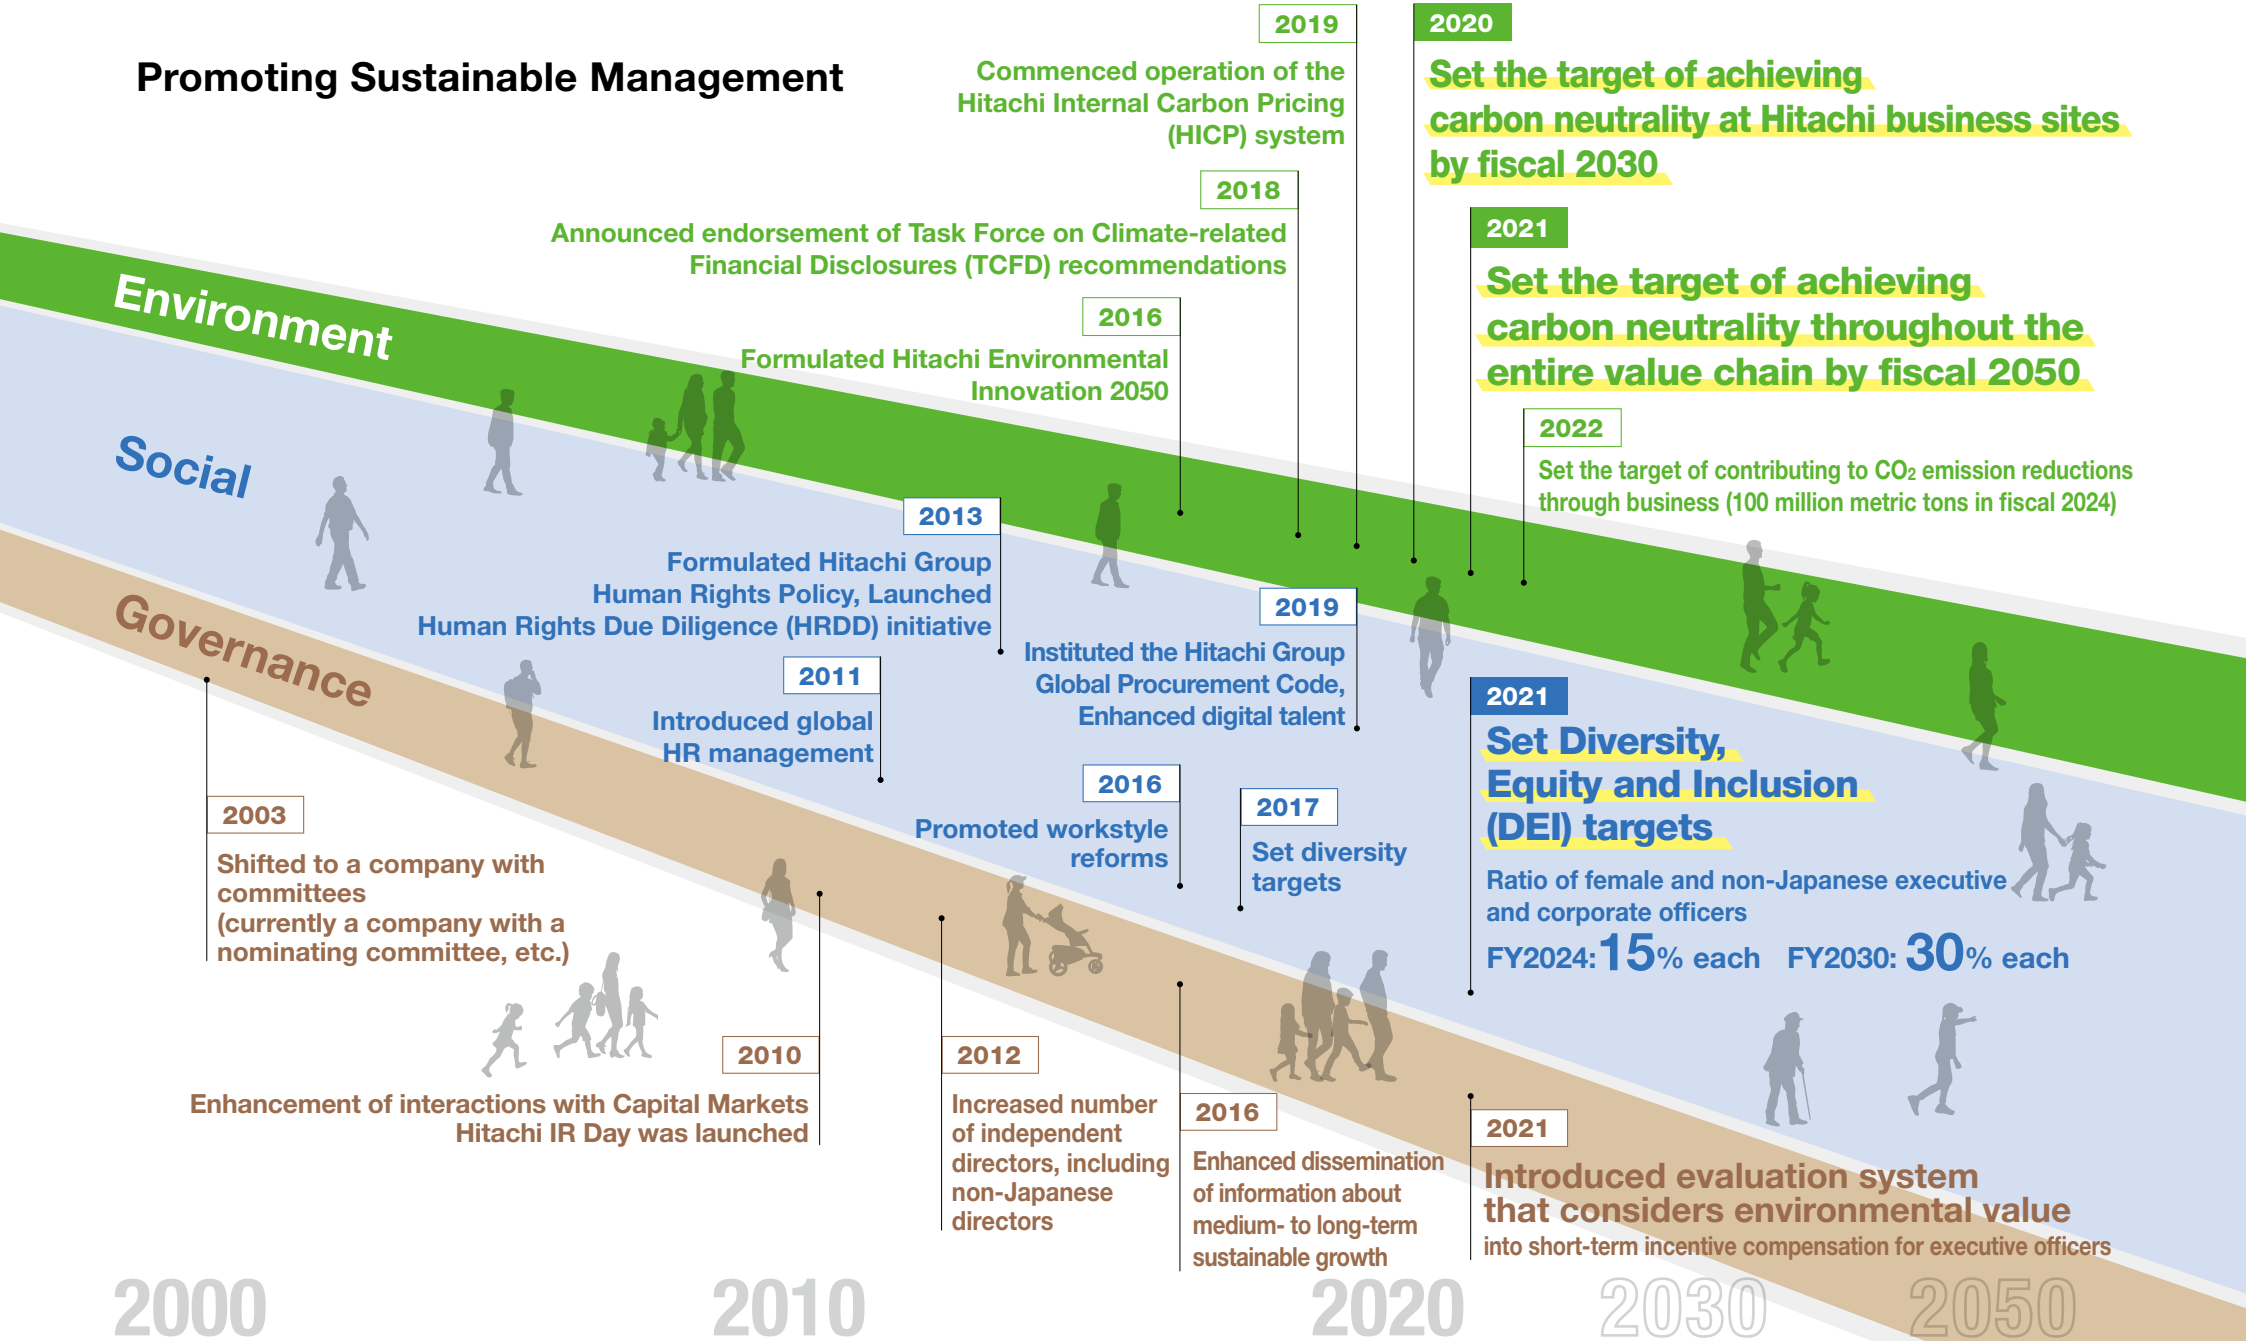 Promoting Sustainable Management
2019
Commenced operation of the
Hitachi Internal Carbon Pricing
(HICP) system
2020
Set the target of achieving
carbon neutrality at Hitachi business sites
by fiscal 2030
2018
Announced endorsement of Task Force on Climate-related
Financial Disclosures (TCFD) recommendations
2021
Set the target of achieving
carbon neutrality throughout the
entire value chain by fiscal 2050
2016
Formulated Hitachi Environmental
Innovation 2050
2022
Set the target of contributing to CO₂ emission reductions
through business (100 million metric tons in fiscal 2024)
Environment
Social
Governance
2013
Formulated Hitachi Group
Human Rights Policy, Launched
Human Rights Due Diligence (HRDD) initiative
2019
Instituted the Hitachi Group
Global Procurement Code,
Enhanced digital talent
2011
Introduced global
HR management
2016
Promoted workstyle
reforms
2017
Set diversity
targets
2021
Set Diversity,
Equity and Inclusion
(DEI) targets
Ratio of female and non-Japanese executive
and corporate officers
FY2024: 15% each FY2030: 30% each
2003
Shifted to a company with
committees
(currently a company with a
nominating committee, etc.)
2010
Enhancement of interactions with Capital Markets
Hitachi IR Day was launched
2012
Increased number
of independent
directors, including
non-Japanese
directors
2016
Enhanced dissemination
of information about
medium- to long-term
sustainable growth
2021
Introduced evaluation system
that considers environmental value
into short-term incentive compensation for executive officers
2000
2010
2020
2030
2050